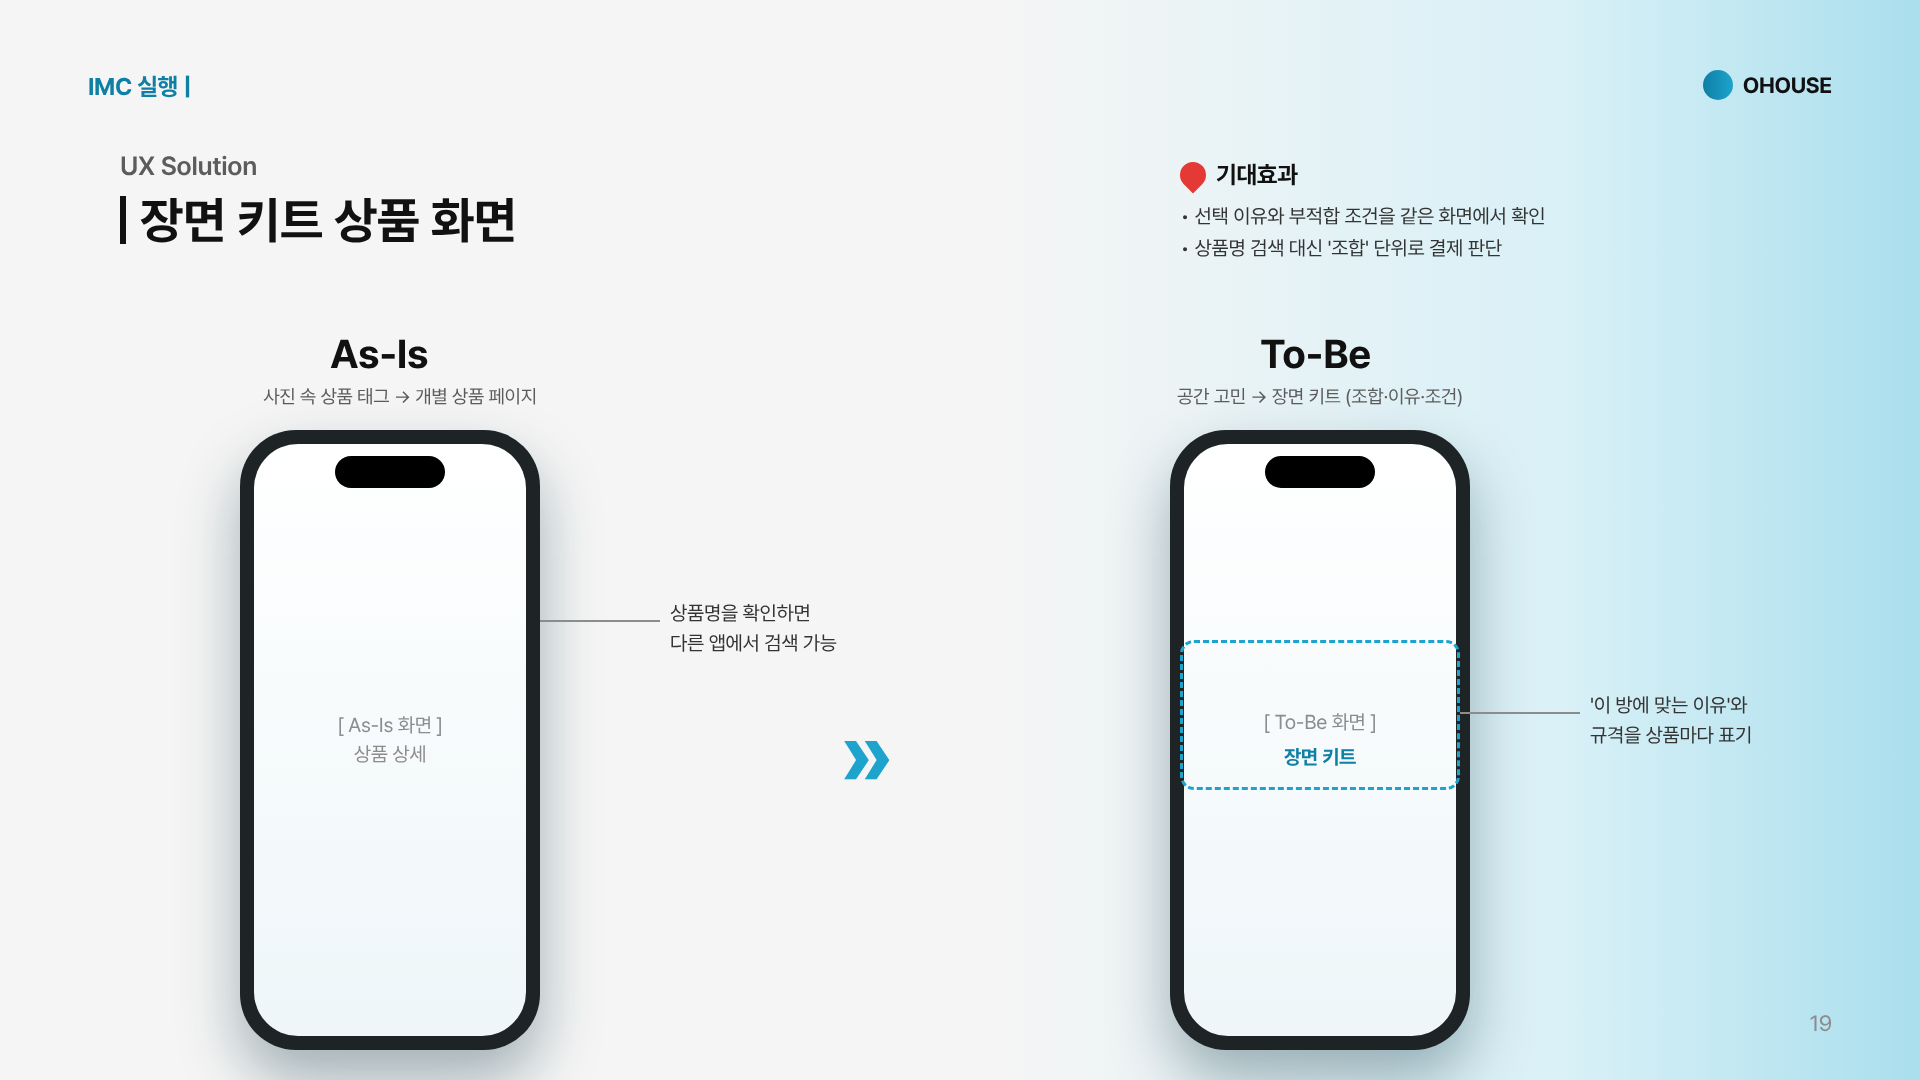 IMC 실행 |
OHOUSE
UX Solution
장면 키트 상품 화면
기대효과
• 선택 이유와 부적합 조건을 같은 화면에서 확인
• 상품명 검색 대신 '조합' 단위로 결제 판단
As-Is
사진 속 상품 태그 → 개별 상품 페이지
[ As-Is 화면 ]
상품 상세
상품명을 확인하면
다른 앱에서 검색 가능
»
To-Be
공간 고민 → 장면 키트 (조합·이유·조건)
[ To-Be 화면 ]
장면 키트
'이 방에 맞는 이유'와
규격을 상품마다 표기
19